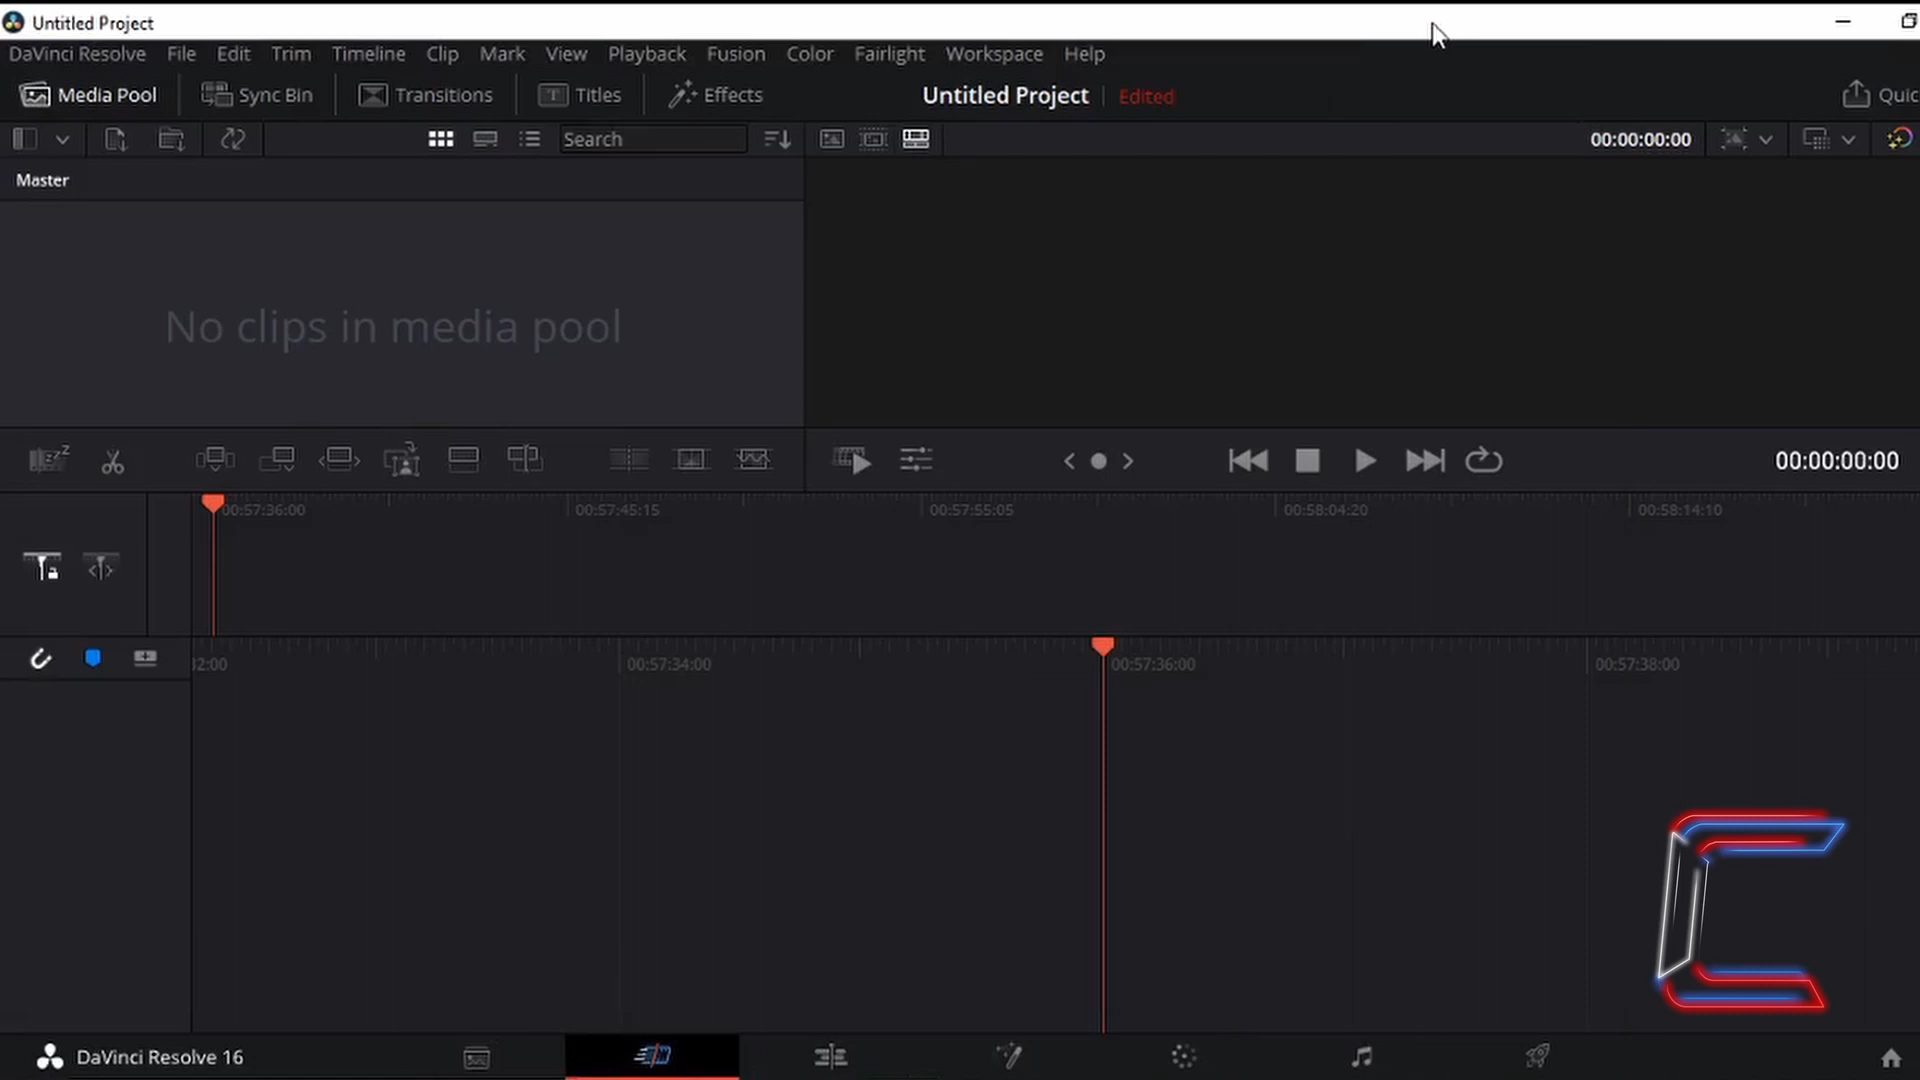 Untitled Project
DaVinci Resolve File Edit Trim Timeline Clip Mark View Playback Fusion Color Fairlight Workspace Help
Media Pool Sync Bin Transitions Titles Effects Untitled Project Edited Quic
Search 00:00:00:00
Master
No clips in media pool
zzz 00:00:00:00
00:57:36:00 00:57:45:15 00:57:55:05 00:58:04:20 00:58:14:10
32:00 00:57:34:00 00:57:36:00 00:57:38:00
DaVinci Resolve 16